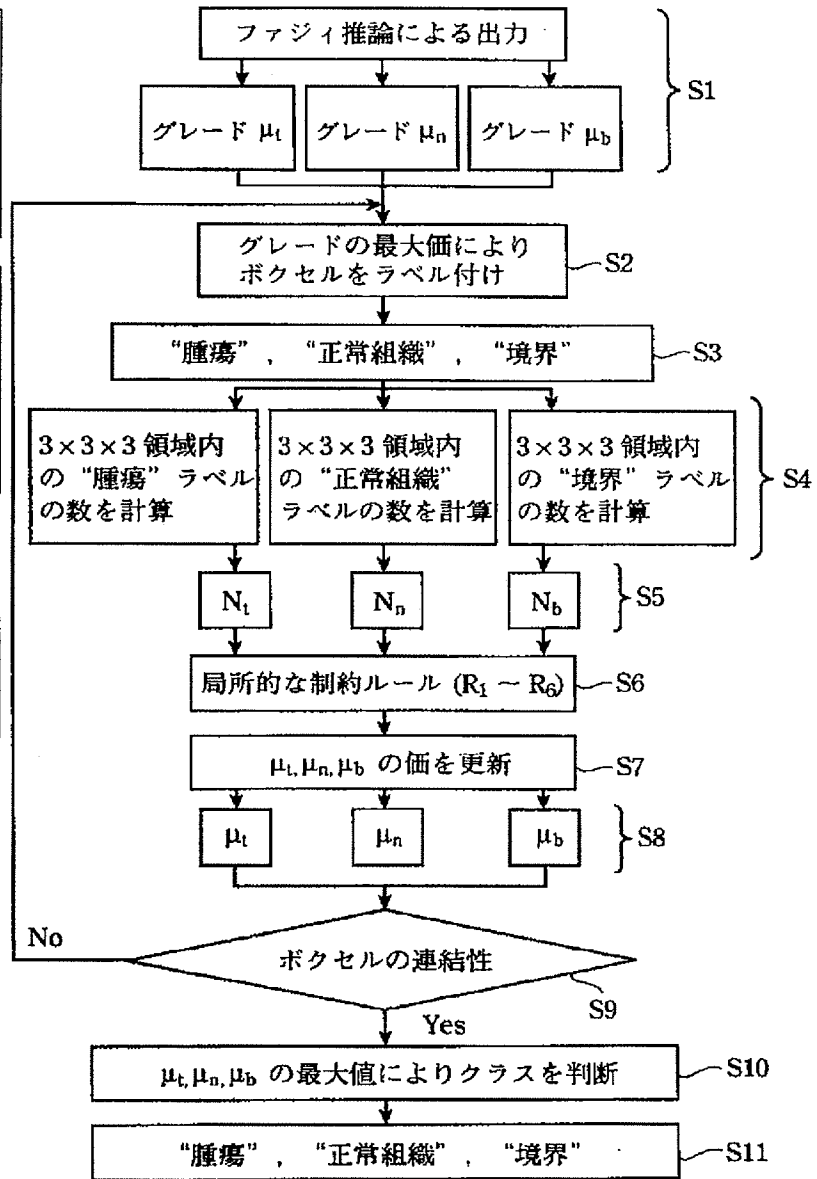 ファジィ推論による出力
S1
グレード μt
グレード μn
グレード μb
グレードの最大価により
ボクセルをラベル付け
S2
“腫瘍”, “正常組織”, “境界”
S3
3×3×3 領域内
の “腫瘍” ラベル
の数を計算
3×3×3 領域内
の “正常組織”
ラベルの数を計算
3×3×3 領域内
の “境界” ラベル
の数を計算
S4
Nt
Nn
Nb
S5
局所的な制約ルール (R1 ~ R6)
S6
μt, μn, μb の価を更新
S7
μt
μn
μb
S8
No
ボクセルの連結性
S9
Yes
μt, μn, μb の最大値によりクラスを判断
S10
“腫瘍”, “正常組織”, “境界”
S11